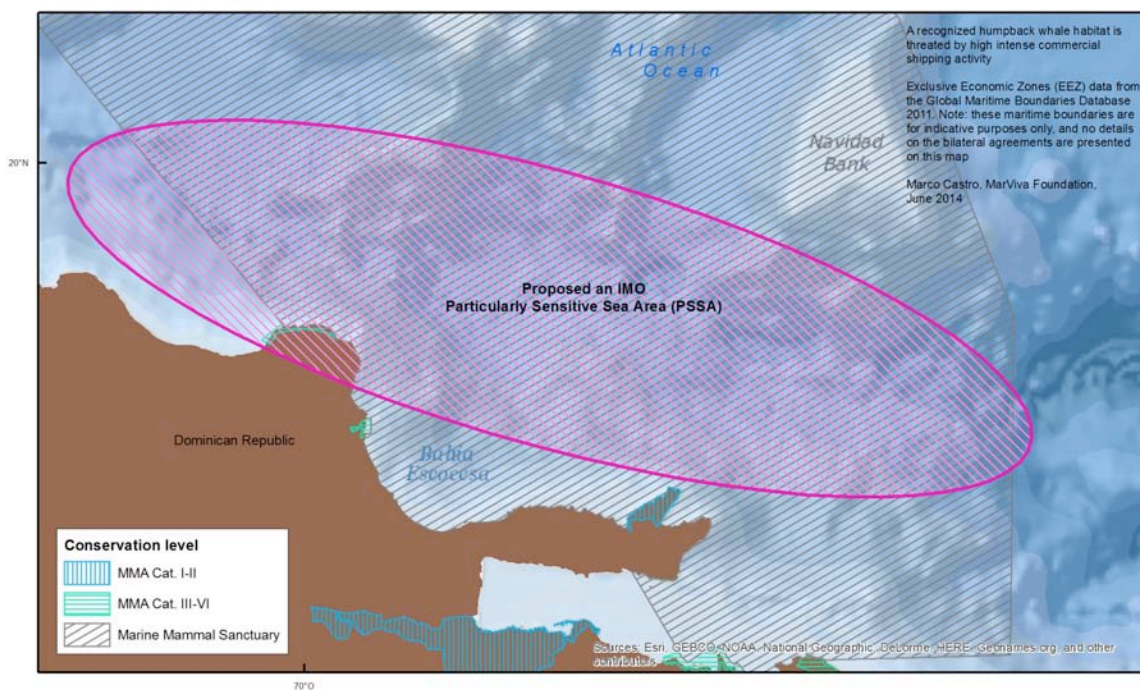 Atlantic
Ocean
A recognized humpback whale habitat is
threated by high intense commercial
shipping activity
Exclusive Economic Zones (EEZ) data from
the Global Maritime Boundaries Database
2011. Note: these maritime boundaries are
for indicative purposes only, and no details
on the bilateral agreements are presented
on this map
Marco Castro, MarViva Foundation,
June 2014
Navidad
Bank
20°N
Proposed an IMO
Particularly Sensitive Sea Area (PSSA)
Dominican Republic
Bahia
Escocesa
Conservation level
MMA Cat. I-II
MMA Cat. III-VI
Marine Mammal Sanctuary
Sources: Esri, GEBCO, NOAA, National Geographic, DeLorme, HERE, Geonames.org, and other
contributors
70°O